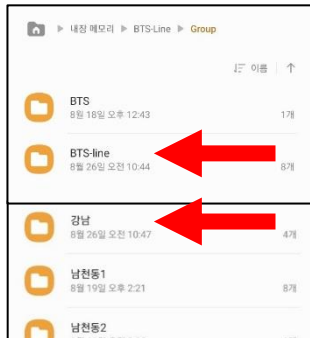 내장 메모리 ▶ BTS-Line ▶ Group
이름
BTS
8월 18일 오후 12:43 1개
BTS-line
8월 26일 오전 10:44 8개
강남
8월 26일 오전 10:47 4개
남천동1
8월 19일 오후 2:21 8개
남천동2